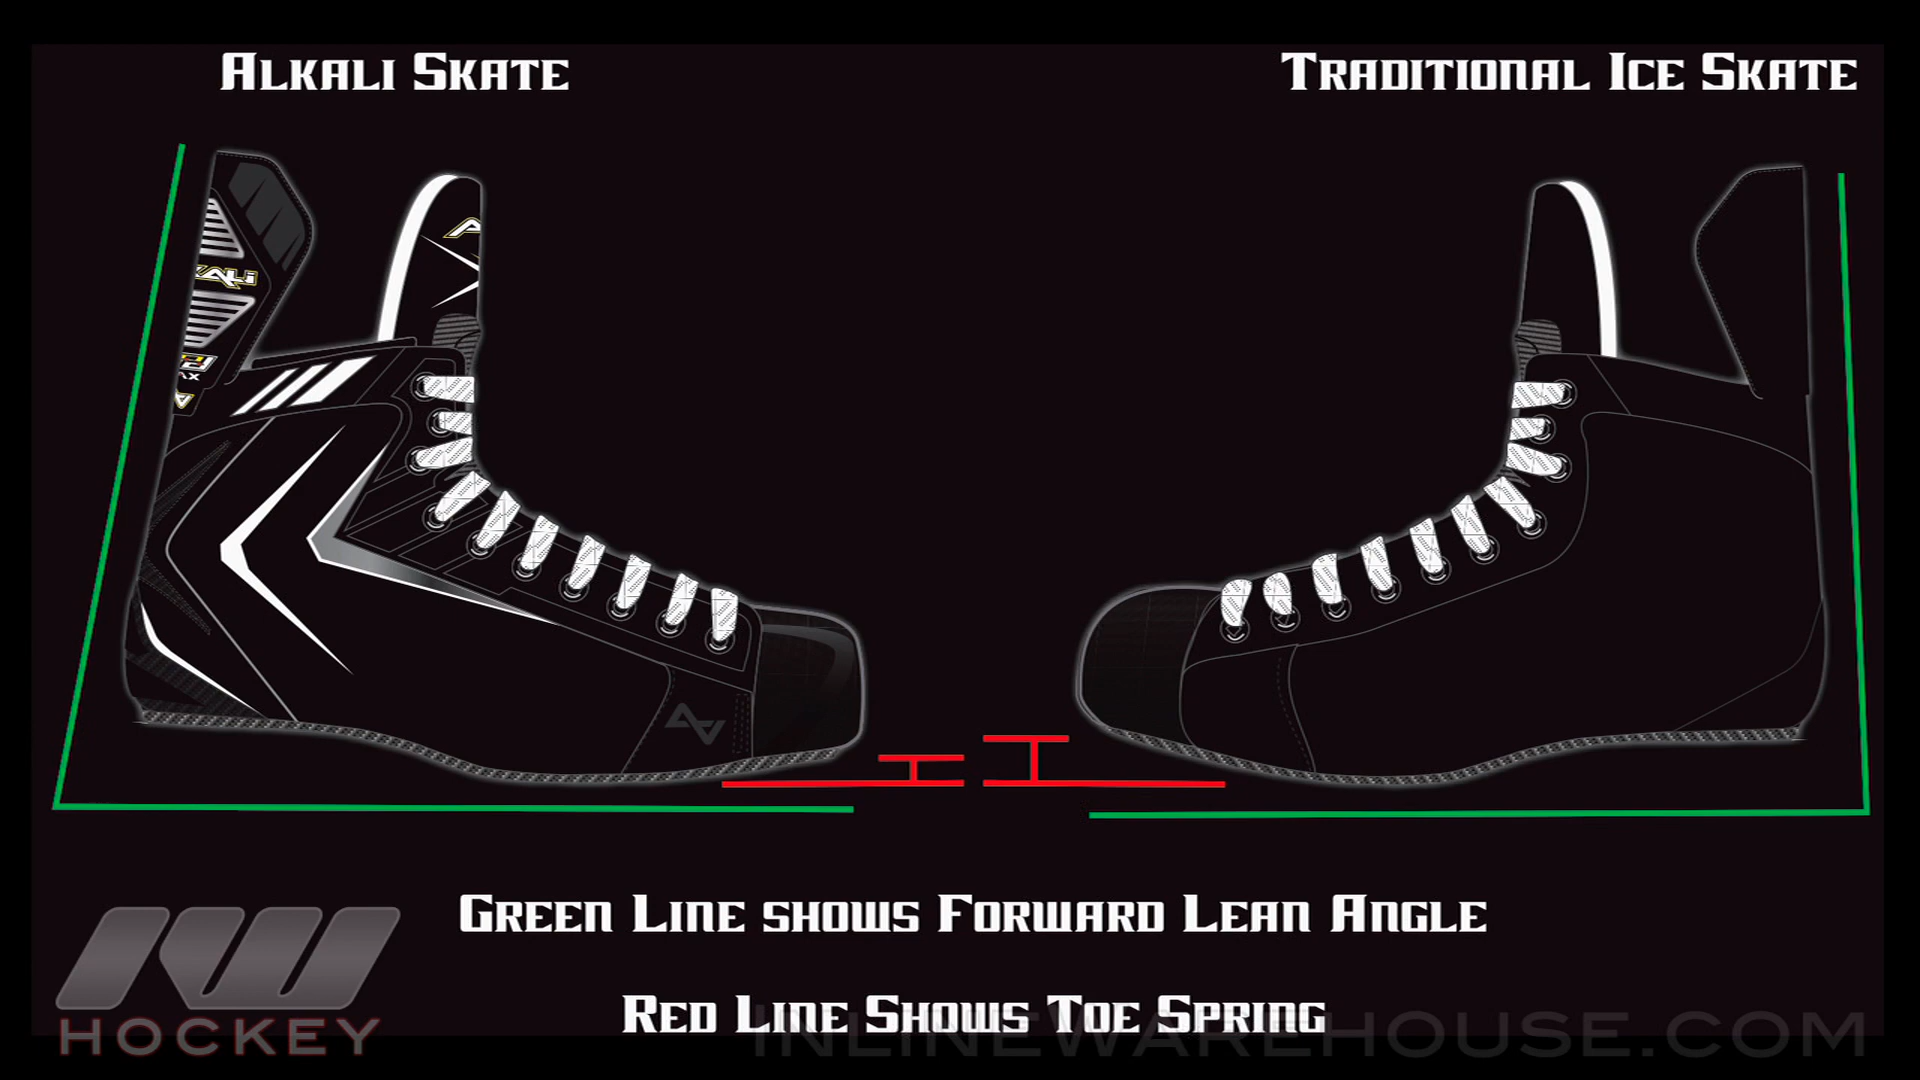 Alkali Skate
Traditional Ice Skate
Green Line shows Forward Lean Angle
Red Line Shows Toe Spring
IW
HOCKEY
INLINEWAREHOUSE.COM